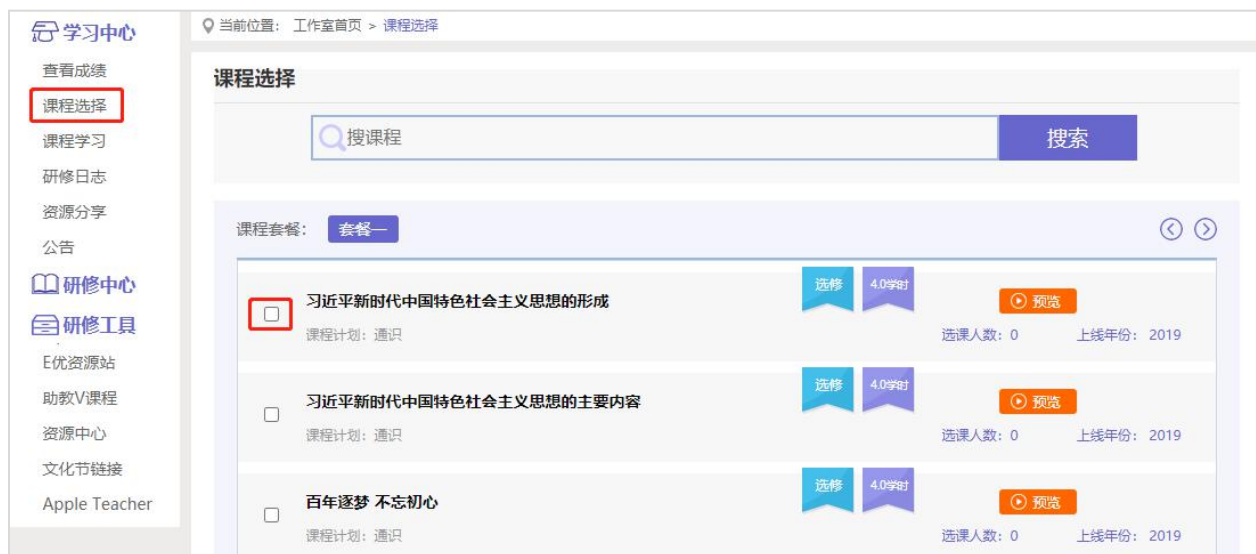 学习中心
查看成绩
课程选择
课程学习
研修日志
资源分享
公告
研修中心
研修工具
E优资源站
助教V课程
资源中心
文化节链接
Apple Teacher
当前位置： 工作室首页 > 课程选择
课程选择
搜课程 搜索
课程套餐： 套餐一
习近平新时代中国特色社会主义思想的形成 选修 4.0学时 预览
课程计划：通识 选课人数：0 上线年份：2019
习近平新时代中国特色社会主义思想的主要内容 选修 4.0学时 预览
课程计划：通识 选课人数：0 上线年份：2019
百年逐梦 不忘初心 选修 4.0学时 预览
课程计划：通识 选课人数：0 上线年份：2019